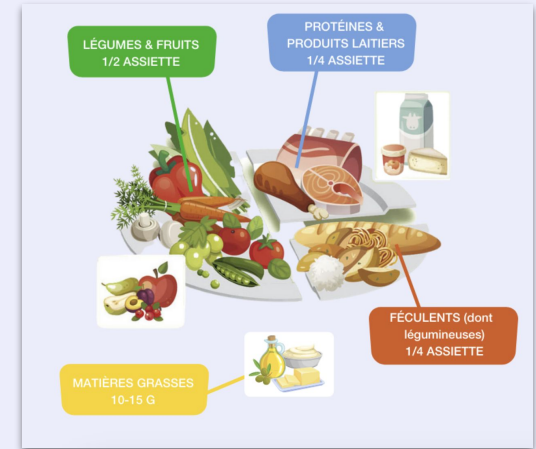 LÉGUMES & FRUITS
1/2 ASSIETTE
PROTÉINES &
PRODUITS LAITIERS
1/4 ASSIETTE
FÉCULENTS (dont
légumineuses)
1/4 ASSIETTE
MATIÈRES GRASSES
10-15 G